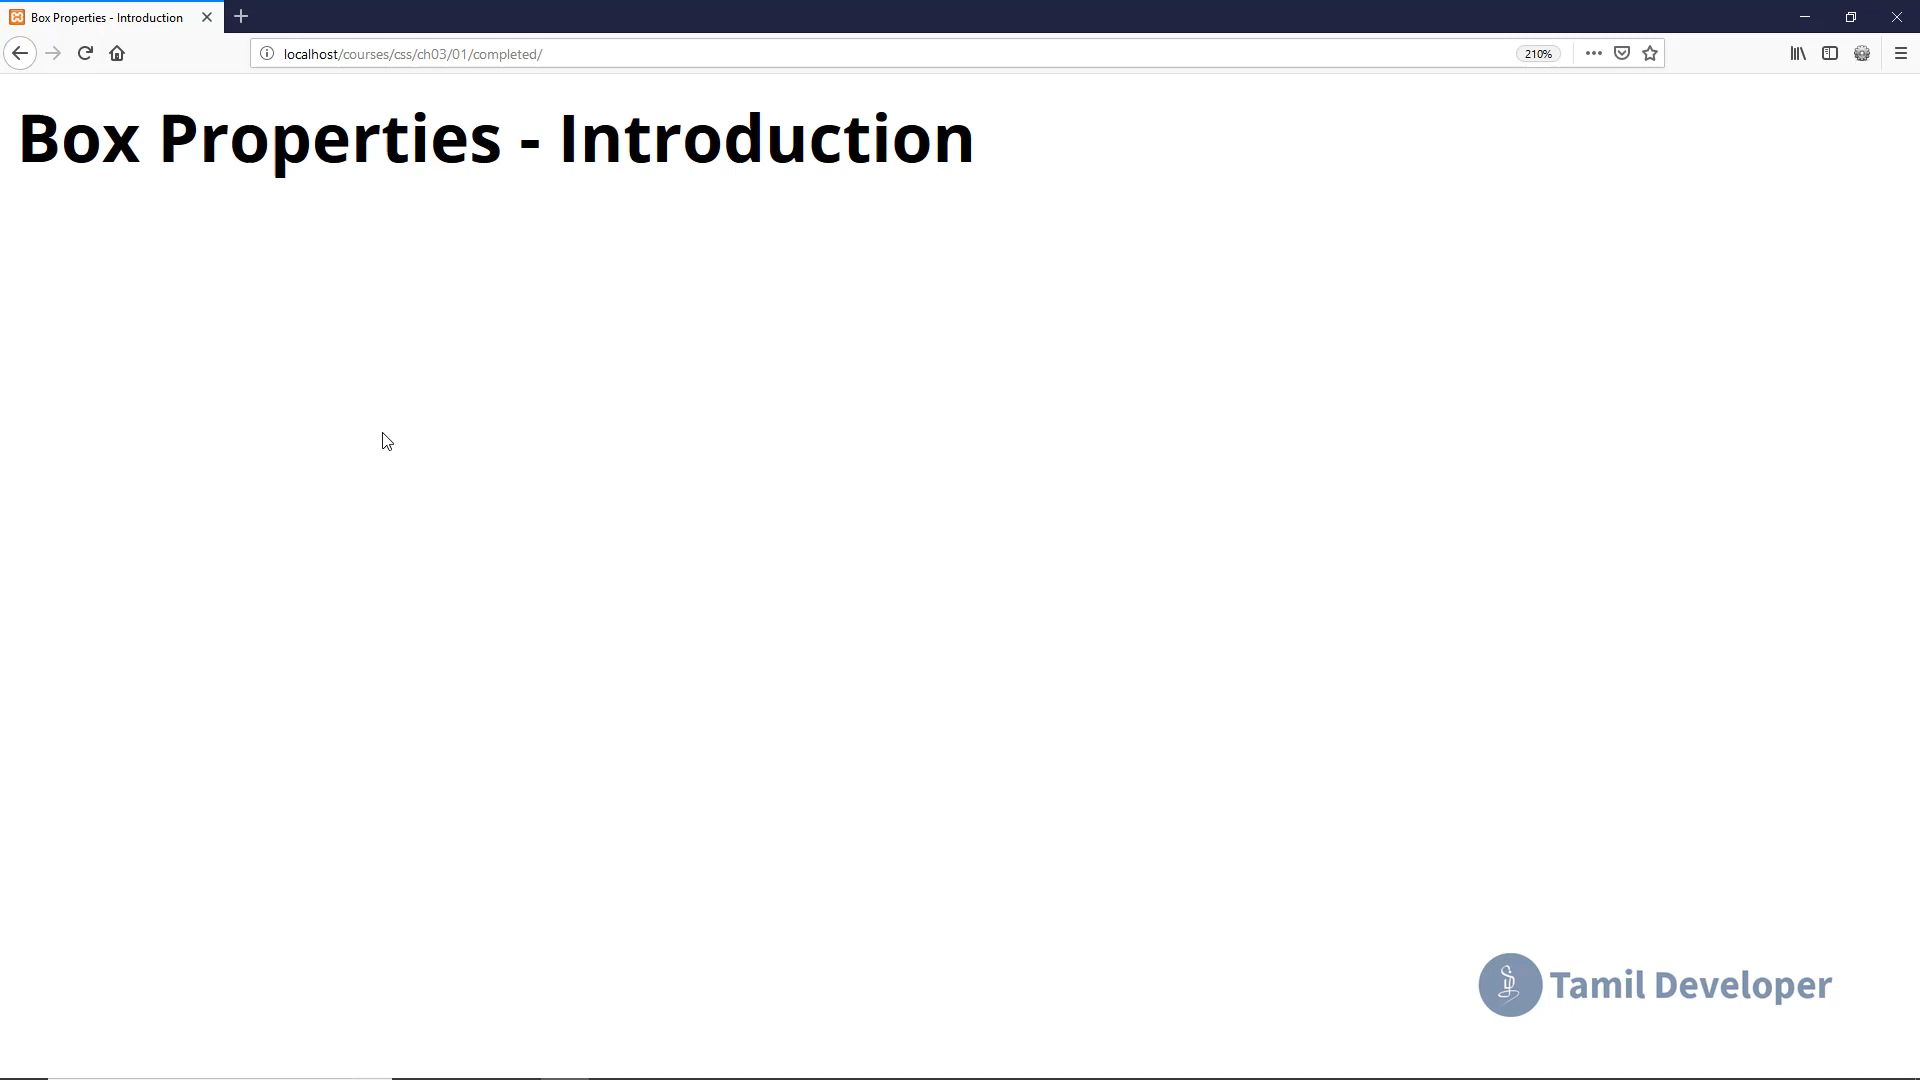 Box Properties - Introduction
localhost/courses/css/ch03/01/completed/
210%
Box Properties - Introduction
Tamil Developer